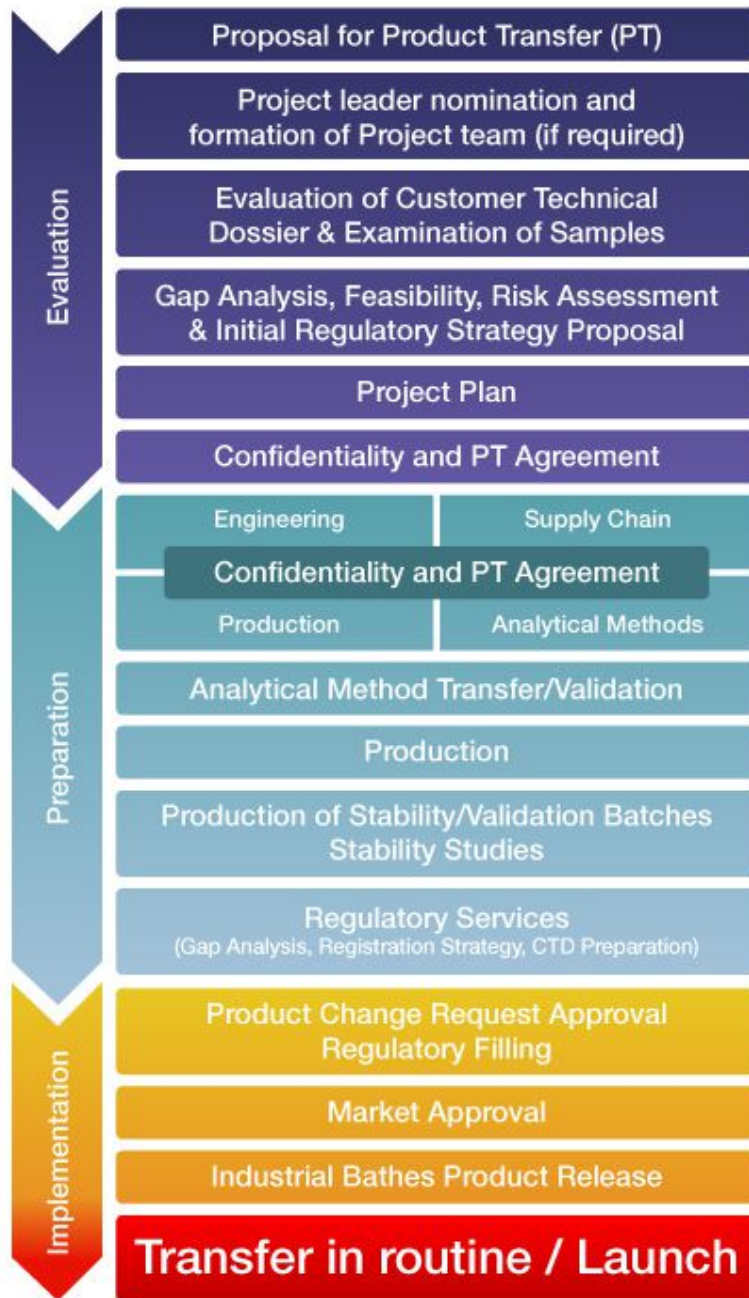 Evaluation
Proposal for Product Transfer (PT)
Project leader nomination and
formation of Project team (if required)
Evaluation of Customer Technical
Dossier & Examination of Samples
Gap Analysis, Feasibility, Risk Assessment
& Initial Regulatory Strategy Proposal
Project Plan
Confidentiality and PT Agreement
Preparation
Engineering
Supply Chain
Confidentiality and PT Agreement
Production
Analytical Methods
Analytical Method Transfer/Validation
Production
Production of Stability/Validation Batches
Stability Studies
Regulatory Services
(Gap Analysis, Registration Strategy, CTD Preparation)
Implementation
Product Change Request Approval
Regulatory Filling
Market Approval
Industrial Bathes Product Release
Transfer in routine / Launch